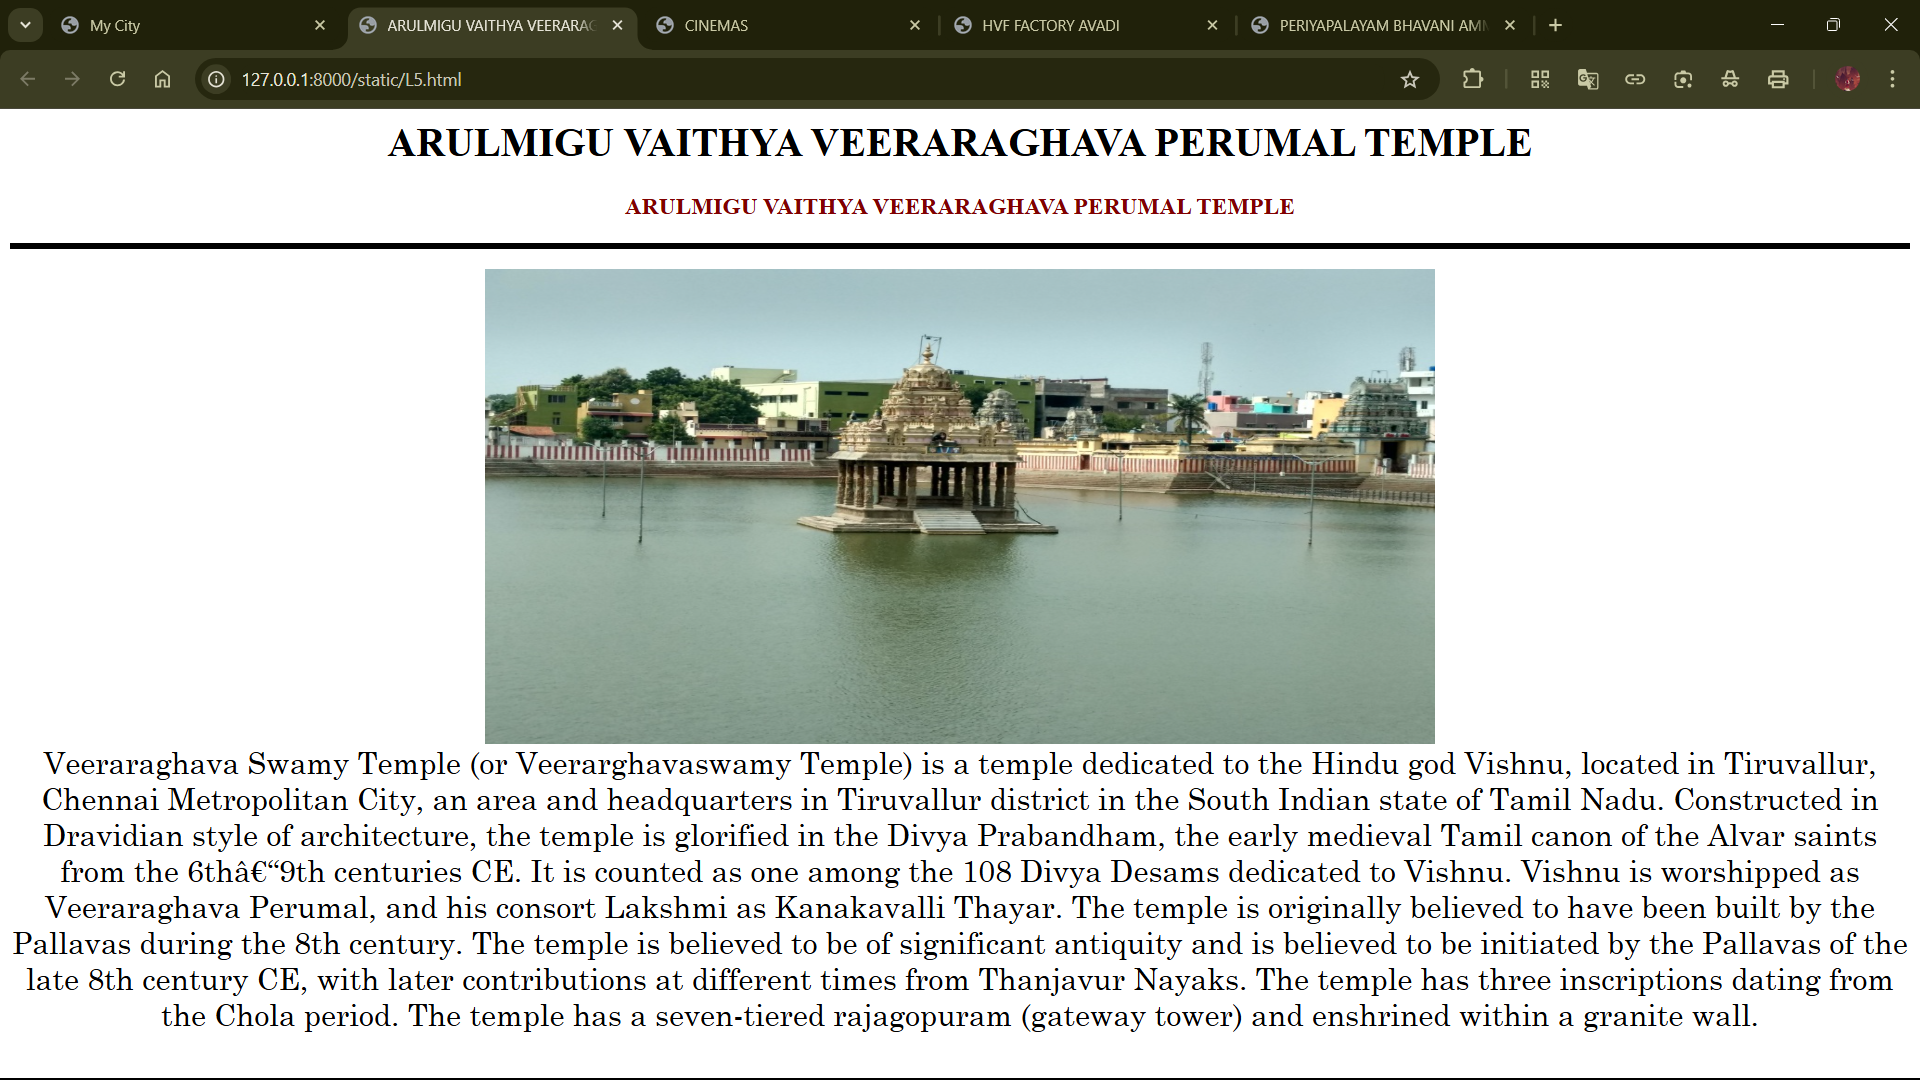 My City
ARULMIGU VAITHYA VEERARAG
CINEMAS
HVF FACTORY AVADI
PERIYAPALAYAM BHAVANI AM
127.0.0.1:8000/static/L5.html
ARULMIGU VAITHYA VEERARAGHAVA PERUMAL TEMPLE
ARULMIGU VAITHYA VEERARAGHAVA PERUMAL TEMPLE
Veeraraghava Swamy Temple (or Veerarghavaswamy Temple) is a temple dedicated to the Hindu god Vishnu, located in Tiruvallur,
Chennai Metropolitan City, an area and headquarters in Tiruvallur district in the South Indian state of Tamil Nadu. Constructed in
Dravidian style of architecture, the temple is glorified in the Divya Prabandham, the early medieval Tamil canon of the Alvar saints
from the 6thâ€“9th centuries CE. It is counted as one among the 108 Divya Desams dedicated to Vishnu. Vishnu is worshipped as
Veeraraghava Perumal, and his consort Lakshmi as Kanakavalli Thayar. The temple is originally believed to have been built by the
Pallavas during the 8th century. The temple is believed to be of significant antiquity and is believed to be initiated by the Pallavas of the
late 8th century CE, with later contributions at different times from Thanjavur Nayaks. The temple has three inscriptions dating from
the Chola period. The temple has a seven-tiered rajagopuram (gateway tower) and enshrined within a granite wall.